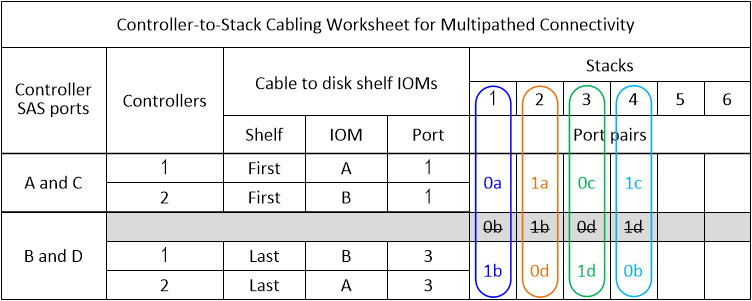 Controller-to-Stack Cabling Worksheet for Multipathed Connectivity
Controller SAS ports
Controllers
Cable to disk shelf IOMs
Stacks
1 2 3 4 5 6
Shelf IOM Port Port pairs
A and C
1 First A 1
2 First B 1
0a 1a 0c 1c
0b 1b 0d 1d
B and D
1 Last B 3
2 Last A 3
1b 0d 1d 0b